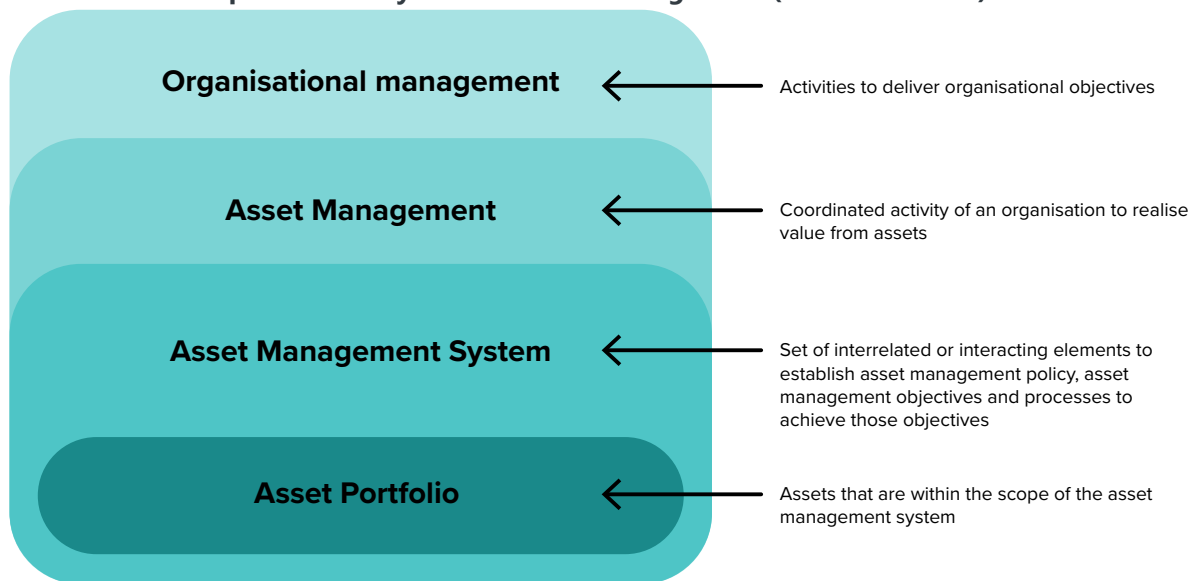 Organisational management
Activities to deliver organisational objectives
Asset Management
Coordinated activity of an organisation to realise
value from assets
Asset Management System
Set of interrelated or interacting elements to
establish asset management policy, asset
management objectives and processes to
achieve those objectives
Asset Portfolio
Assets that are within the scope of the asset
management system